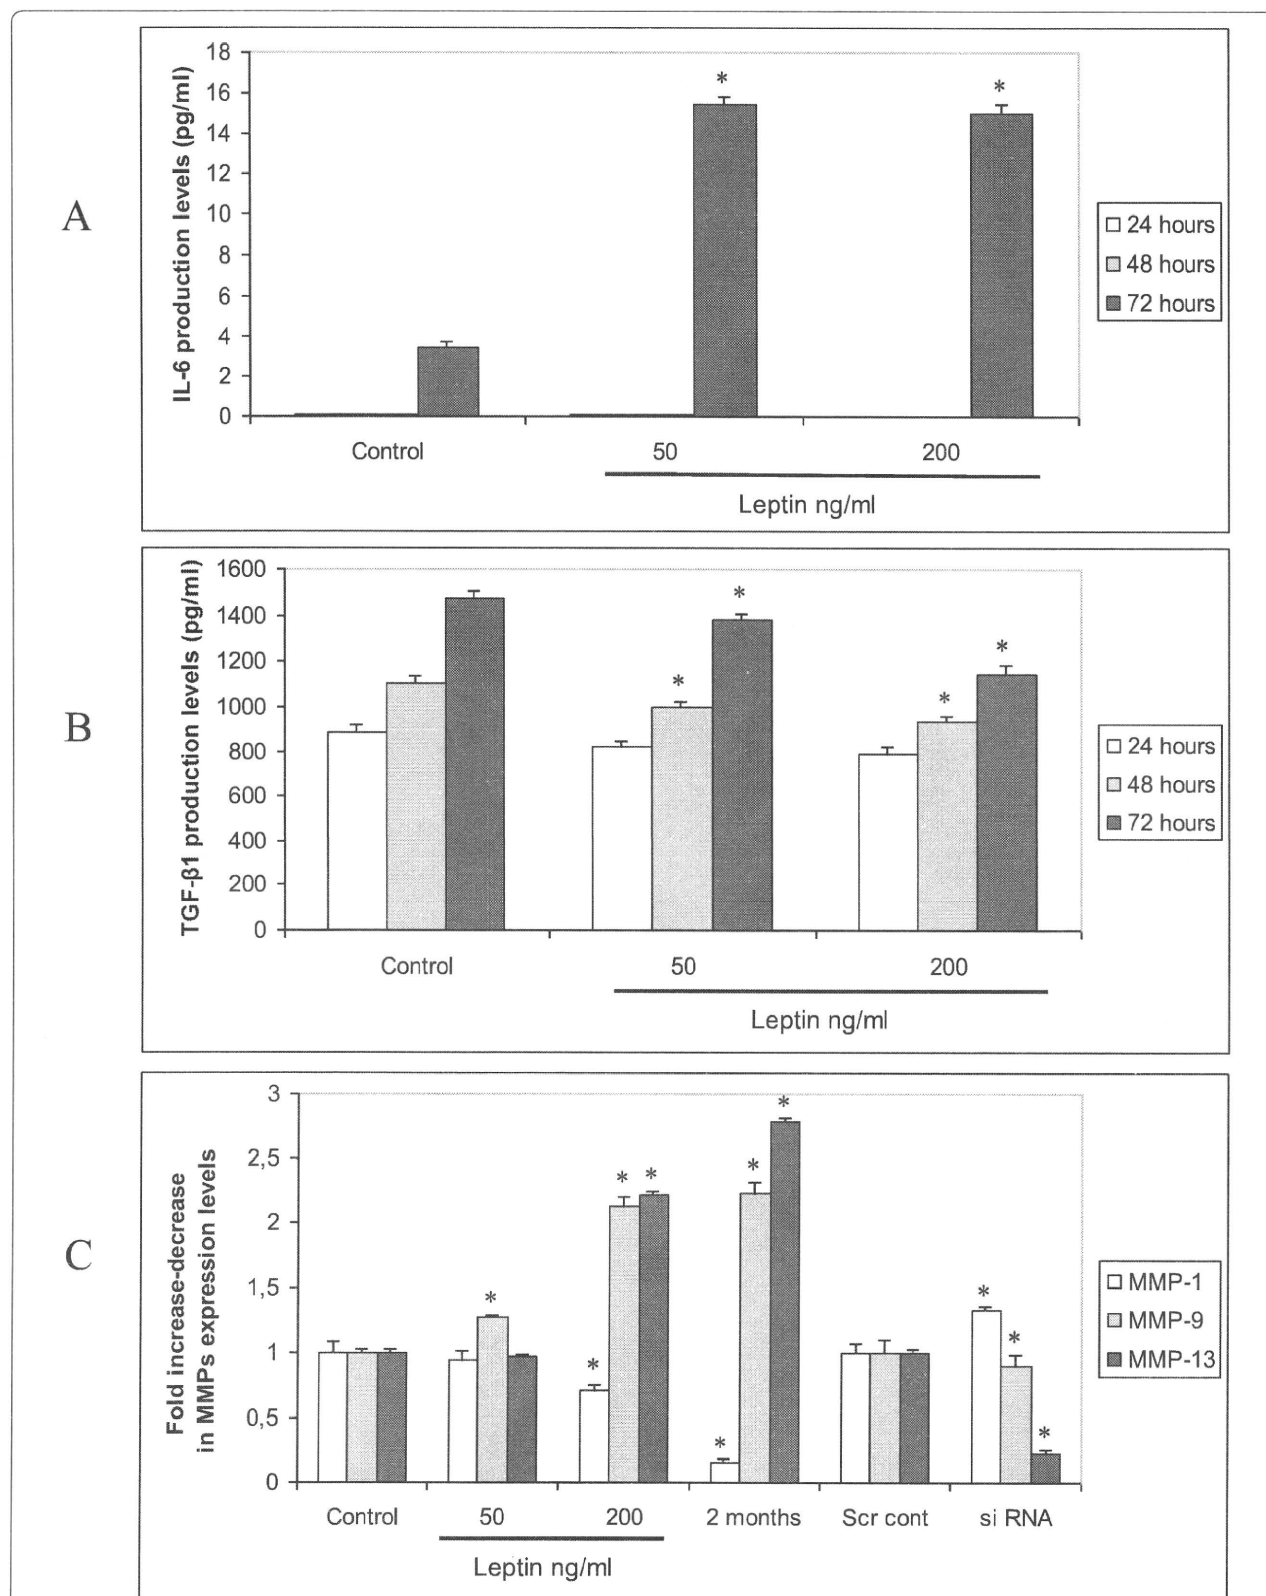 A
IL-6 production levels (pg/ml)
18
16
14
12
10
8
6
4
2
0
* *
Control 50 200
Leptin ng/ml
24 hours
48 hours
72 hours
B
TGF-β1 production levels (pg/ml)
1600
1400
1200
1000
800
600
400
200
0
* * * *
Control 50 200
Leptin ng/ml
24 hours
48 hours
72 hours
C
Fold increase-decrease
in MMPs expression levels
3
2,5
2
1,5
1
0,5
0
* * * * * * * * * *
Control 50 200 2 months Scr cont si RNA
Leptin ng/ml
MMP-1
MMP-9
MMP-13